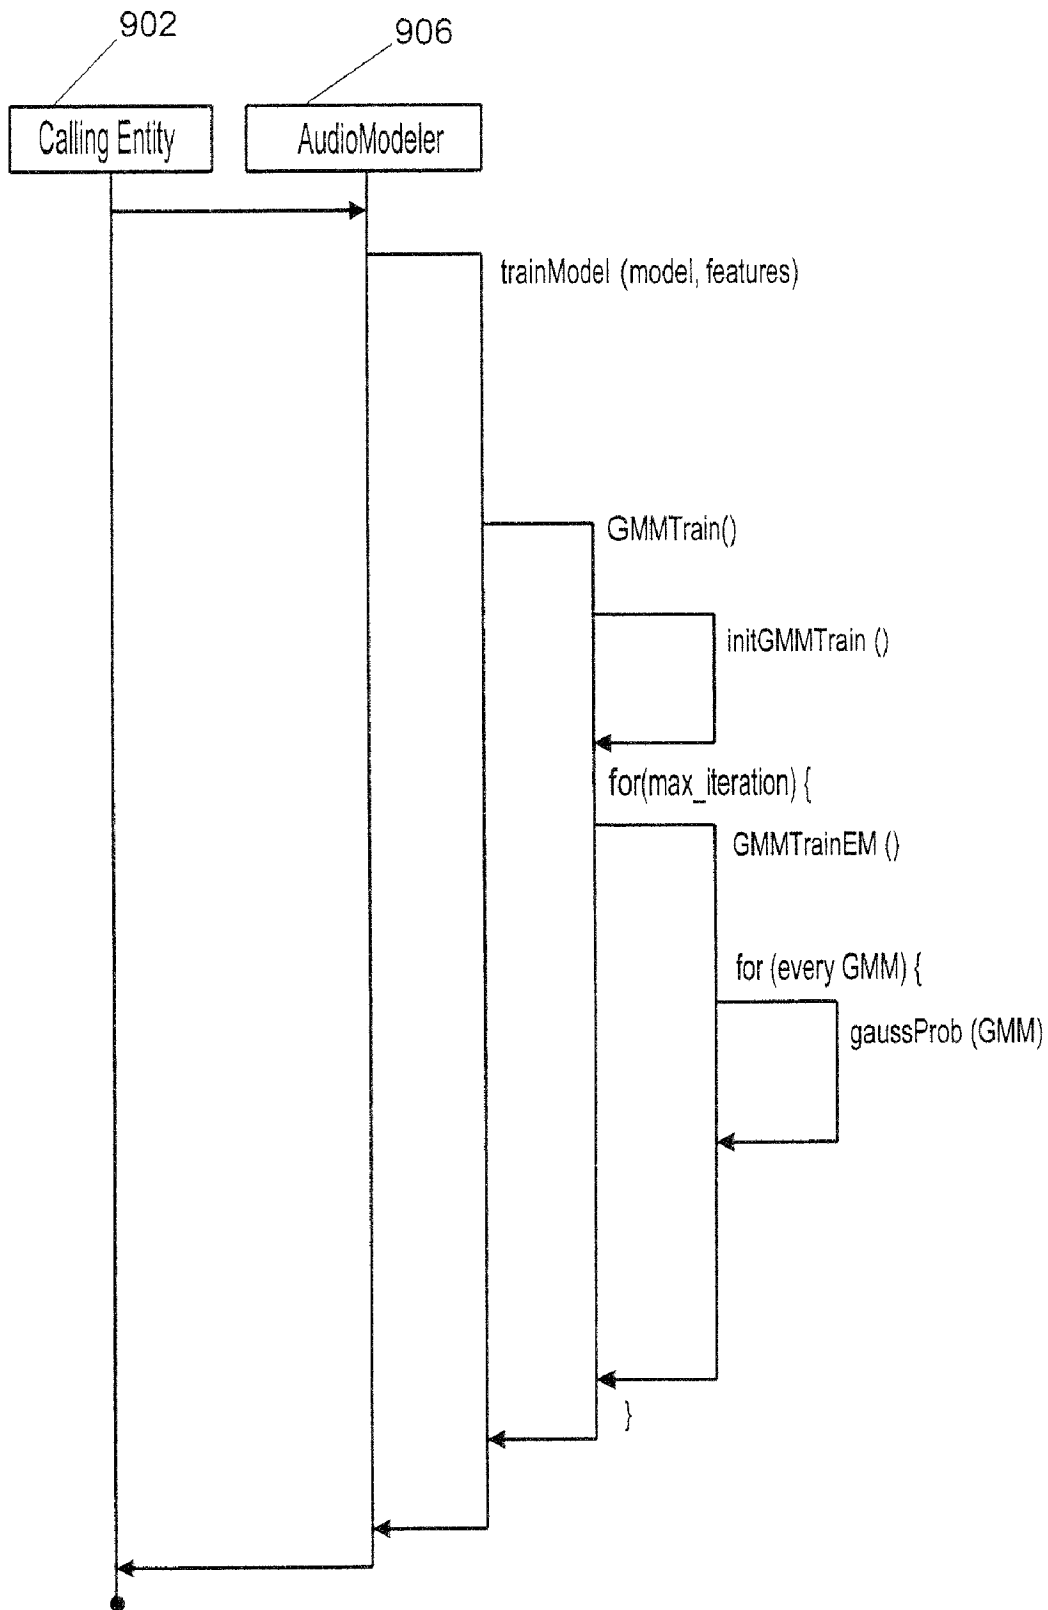 902
906
Calling Entity
AudioModeler
trainModel (model, features)
GMMTrain()
initGMMTrain ()
for(max_iteration) {
GMMTrainEM ()
for (every GMM) {
gaussProb (GMM)
}